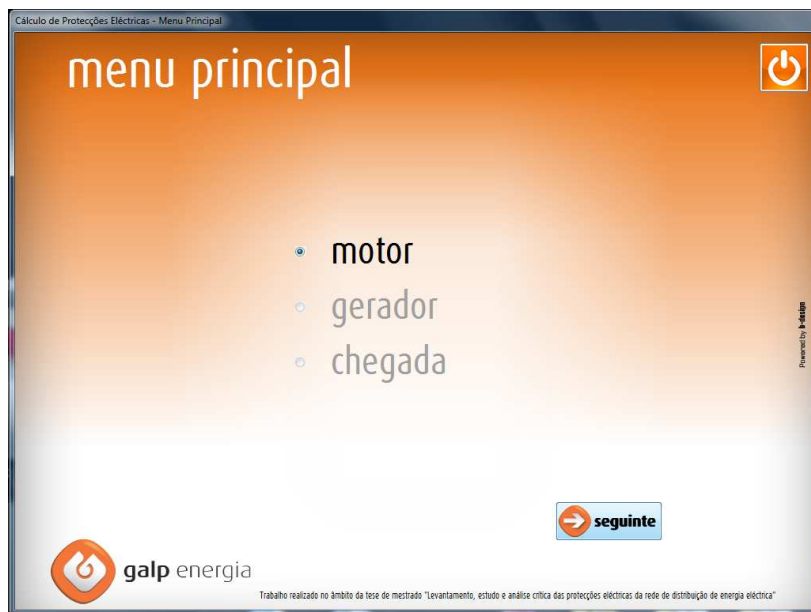 Cálculo de Protecções Eléctricas - Menu Principal
menu principal
motor
gerador
chegada
Powered by b-design
seguinte
galp energia
Trabalho realizado no âmbito da tese de mestrado "Levantamento, estudo e análise crítica das protecções eléctricas da rede de distribuição de energia eléctrica"